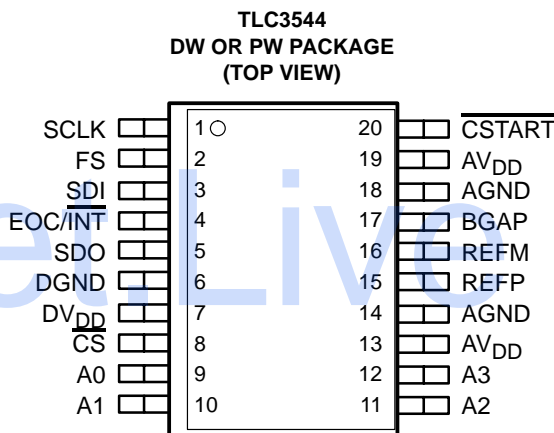 TLC3544
DW OR PW PACKAGE
(TOP VIEW)
SCLK 1 20 CSTART
FS 2 19 AVDD
SDI 3 18 AGND
EOC/INT 4 17 BGAP
SDO 5 16 REFM
DGND 6 15 REFP
DVDD 7 14 AGND
CS 8 13 AVDD
A0 9 12 A3
A1 10 11 A2
et.Live